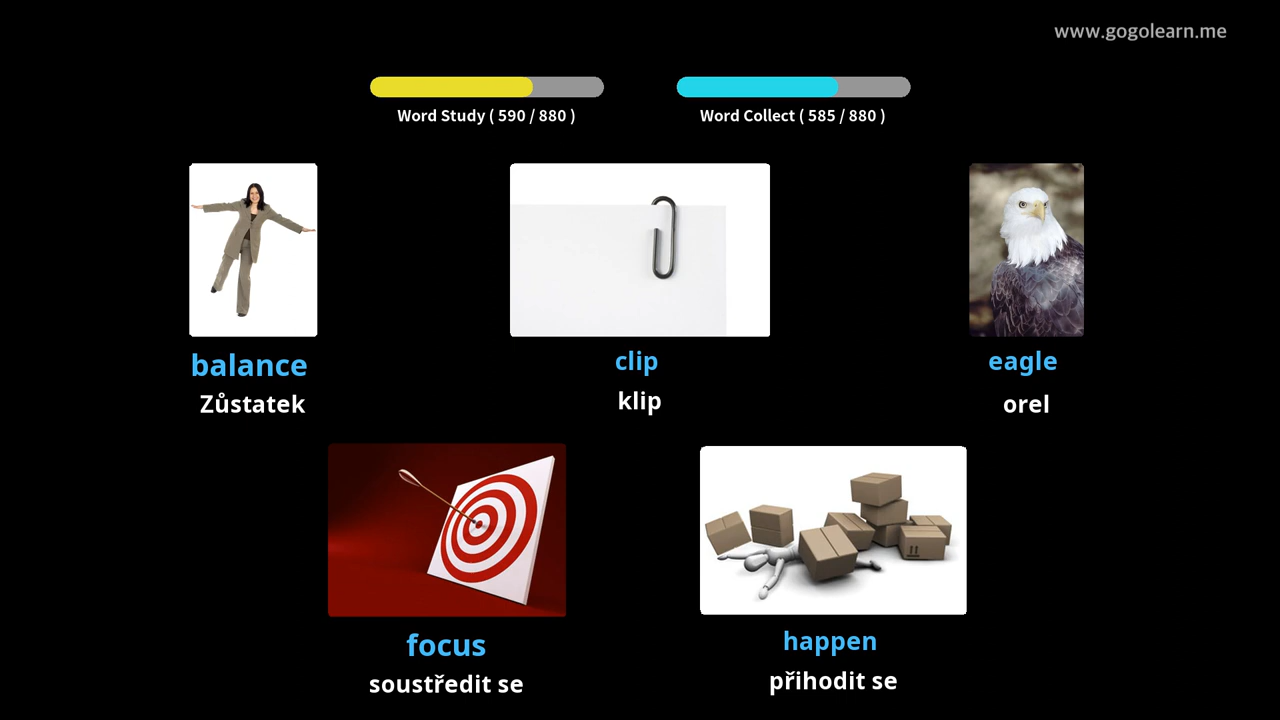 www.gogolearn.me
Word Study ( 590 / 880 )
Word Collect ( 585 / 880 )
balance
Zůstatek
clip
klip
eagle
orel
focus
soustředit se
happen
přihodit se